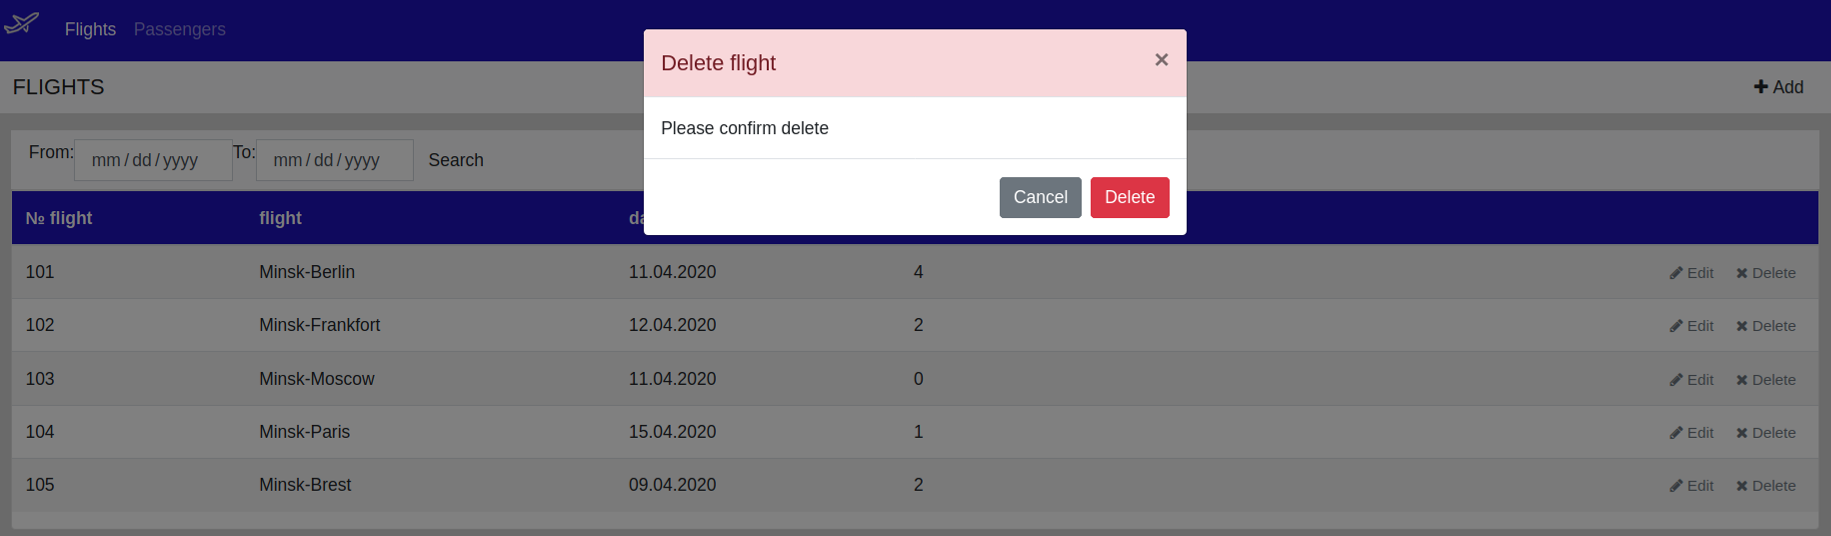 Flights Passengers
Delete flight ×
FLIGHTS
+ Add
Please confirm delete
From: mm/dd/yyyy To: mm/dd/yyyy Search
Cancel Delete
№ flight flight
101 Minsk-Berlin 11.04.2020 4 Edit Delete
102 Minsk-Frankfort 12.04.2020 2 Edit Delete
103 Minsk-Moscow 11.04.2020 0 Edit Delete
104 Minsk-Paris 15.04.2020 1 Edit Delete
105 Minsk-Brest 09.04.2020 2 Edit Delete